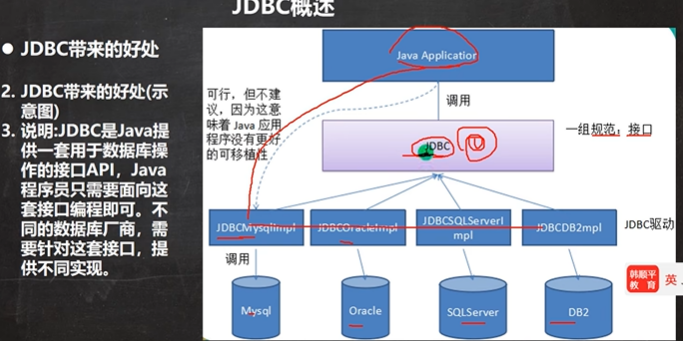 JDBC概述
JDBC带来的好处
2. JDBC带来的好处(示
意图)
3. 说明:JDBC是Java提
供一套用于数据库操
作的接口API，Java
程序员只需要面向这
套接口编程即可。不
同的数据库厂商，需
要针对这套接口，提
供不同实现。
Java Application
可行，但不建
议，因为这意
味着 Java 应用
程序没有更好
的可移植性
调用
JDBC
①
一组规范，接口
JDBCMysqlImpl
JDBCOracleImpl
JDBCSQLServerI
mpl
JDBCDB2mpl
JDBC驱动
调用
Mysql
Oracle
SQLServer
DB2
韩顺平
教育
英